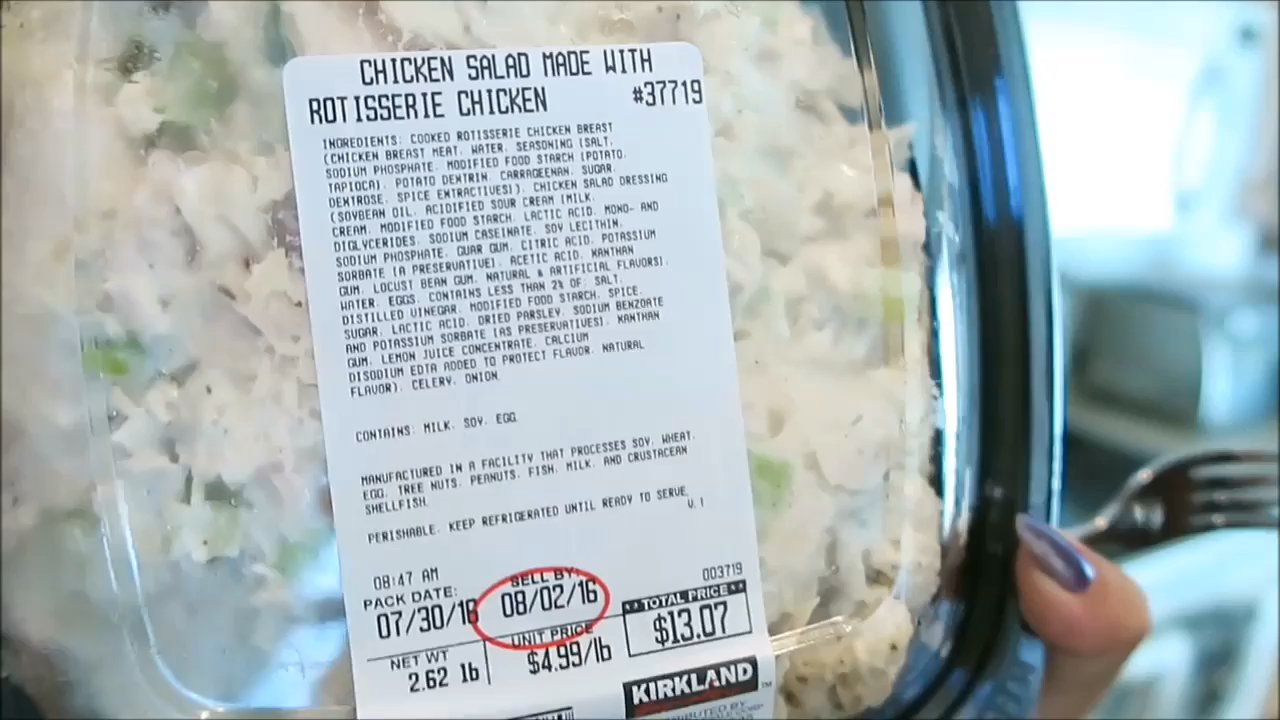 CHICKEN SALAD MADE WITH
ROTISSERIE CHICKEN #37719
INGREDIENTS: COOKED ROTISSERIE CHICKEN BREAST
(CHICKEN BREAST MEAT, WATER, SEASONING (SALT,
SODIUM PHOSPHATE, MODIFIED FOOD STARCH (POTATO,
TAPIOCA), POTATO DEXTRIN, CARRAGEENAN, SUGAR,
DEXTROSE, SPICE EXTRACTIVES)), CHICKEN SALAD DRESSING
(SOYBEAN OIL, ACIDIFIED SOUR CREAM (MILK,
CREAM, MODIFIED FOOD STARCH, LACTIC ACID, MONO- AND
DIGLYCERIDES, SODIUM CASEINATE, SOY LECITHIN,
SODIUM PHOSPHATE, GUAR GUM, CITRIC ACID, POTASSIUM
SORBATE (A PRESERVATIVE), ACETIC ACID, XANTHAN
GUM, LOCUST BEAN GUM, NATURAL & ARTIFICIAL FLAVORS),
WATER, EGGS, CONTAINS LESS THAN 2% OF: SALT,
DISTILLED VINEGAR, MODIFIED FOOD STARCH, SPICE,
SUGAR, LACTIC ACID, DRIED PARSLEY, SODIUM BENZOATE
AND POTASSIUM SORBATE (AS PRESERVATIVES), XANTHAN
GUM, LEMON JUICE CONCENTRATE, CALCIUM
DISODIUM EDTA ADDED TO PROTECT FLAVOR, NATURAL
FLAVOR), CELERY, ONION.
CONTAINS: MILK, SOY, EGG.
MANUFACTURED IN A FACILITY THAT PROCESSES SOY, WHEAT,
EGG, TREE NUTS, PEANUTS, FISH, MILK, AND CRUSTACEAN
SHELLFISH.
PERISHABLE. KEEP REFRIGERATED UNTIL READY TO SERVE.
V.1
08:47 AM
PACK DATE:
07/30/16
SELL BY:
08/02/16
003719
TOTAL PRICE
$13.07
NET WT
2.62 lb
UNIT PRICE
$4.99/lb
KIRKLAND ™
DISTRIBUTED BY